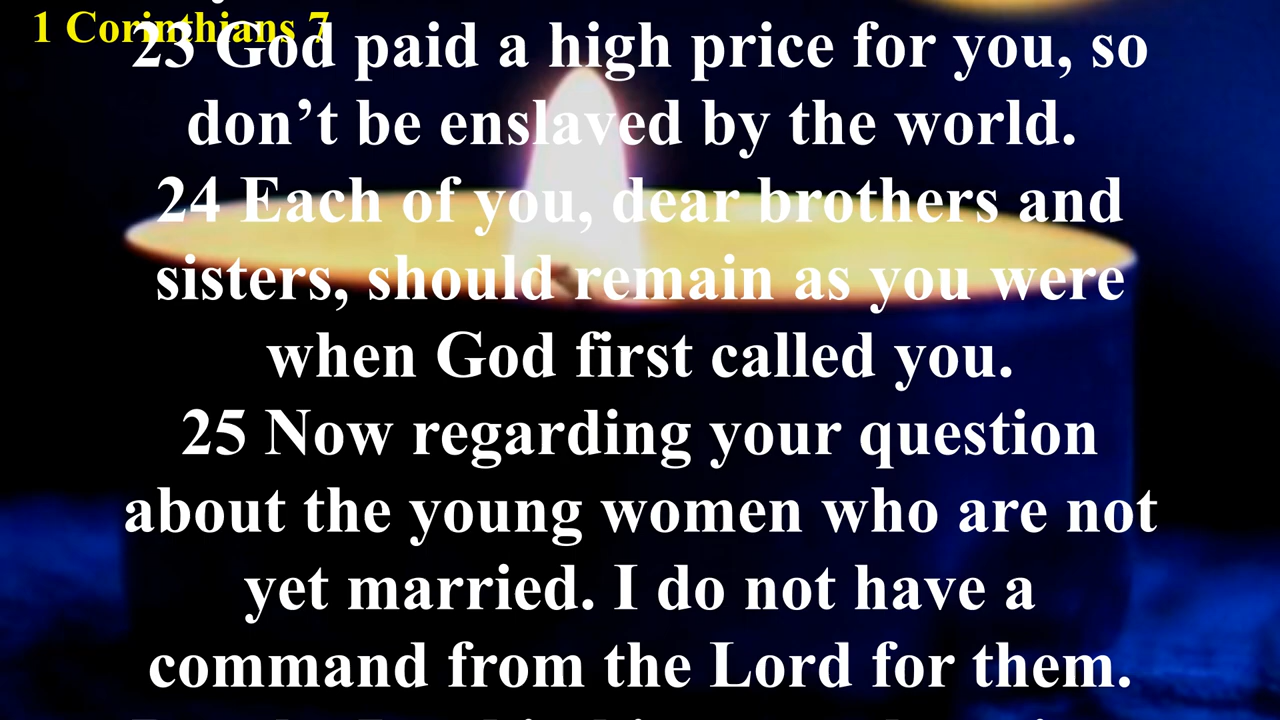 1 Corinthians 7
23 God paid a high price for you, so
don’t be enslaved by the world.
24 Each of you, dear brothers and
sisters, should remain as you were
when God first called you.
25 Now regarding your question
about the young women who are not
yet married. I do not have a
command from the Lord for them.